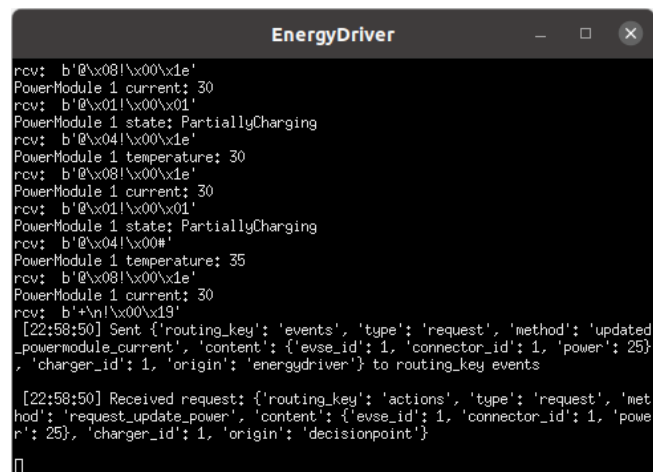 EnergyDriver
rcv:  b'@\x08!\x00\x1e'
PowerModule 1 current: 30
rcv:  b'@\x01!\x00\x01'
PowerModule 1 state: PartiallyCharging
rcv:  b'@\x04!\x00\x1e'
PowerModule 1 temperature: 30
rcv:  b'@\x08!\x00\x1e'
PowerModule 1 current: 30
rcv:  b'@\x01!\x00\x01'
PowerModule 1 state: PartiallyCharging
rcv:  b'@\x04!\x00#'
PowerModule 1 temperature: 35
rcv:  b'@\x08!\x00\x1e'
PowerModule 1 current: 30
rcv:  b'+\n!\x00\x19'
 [22:58:50] Sent {'routing_key': 'events', 'type': 'request', 'method': 'updated
_powermodule_current', 'content': {'evse_id': 1, 'connector_id': 1, 'power': 25}
, 'charger_id': 1, 'origin': 'energydriver'} to routing_key events
 [22:58:50] Received request: {'routing_key': 'actions', 'type': 'request', 'met
hod': 'request_update_power', 'content': {'evse_id': 1, 'connector_id': 1, 'powe
r': 25}, 'charger_id': 1, 'origin': 'decisionpoint'}